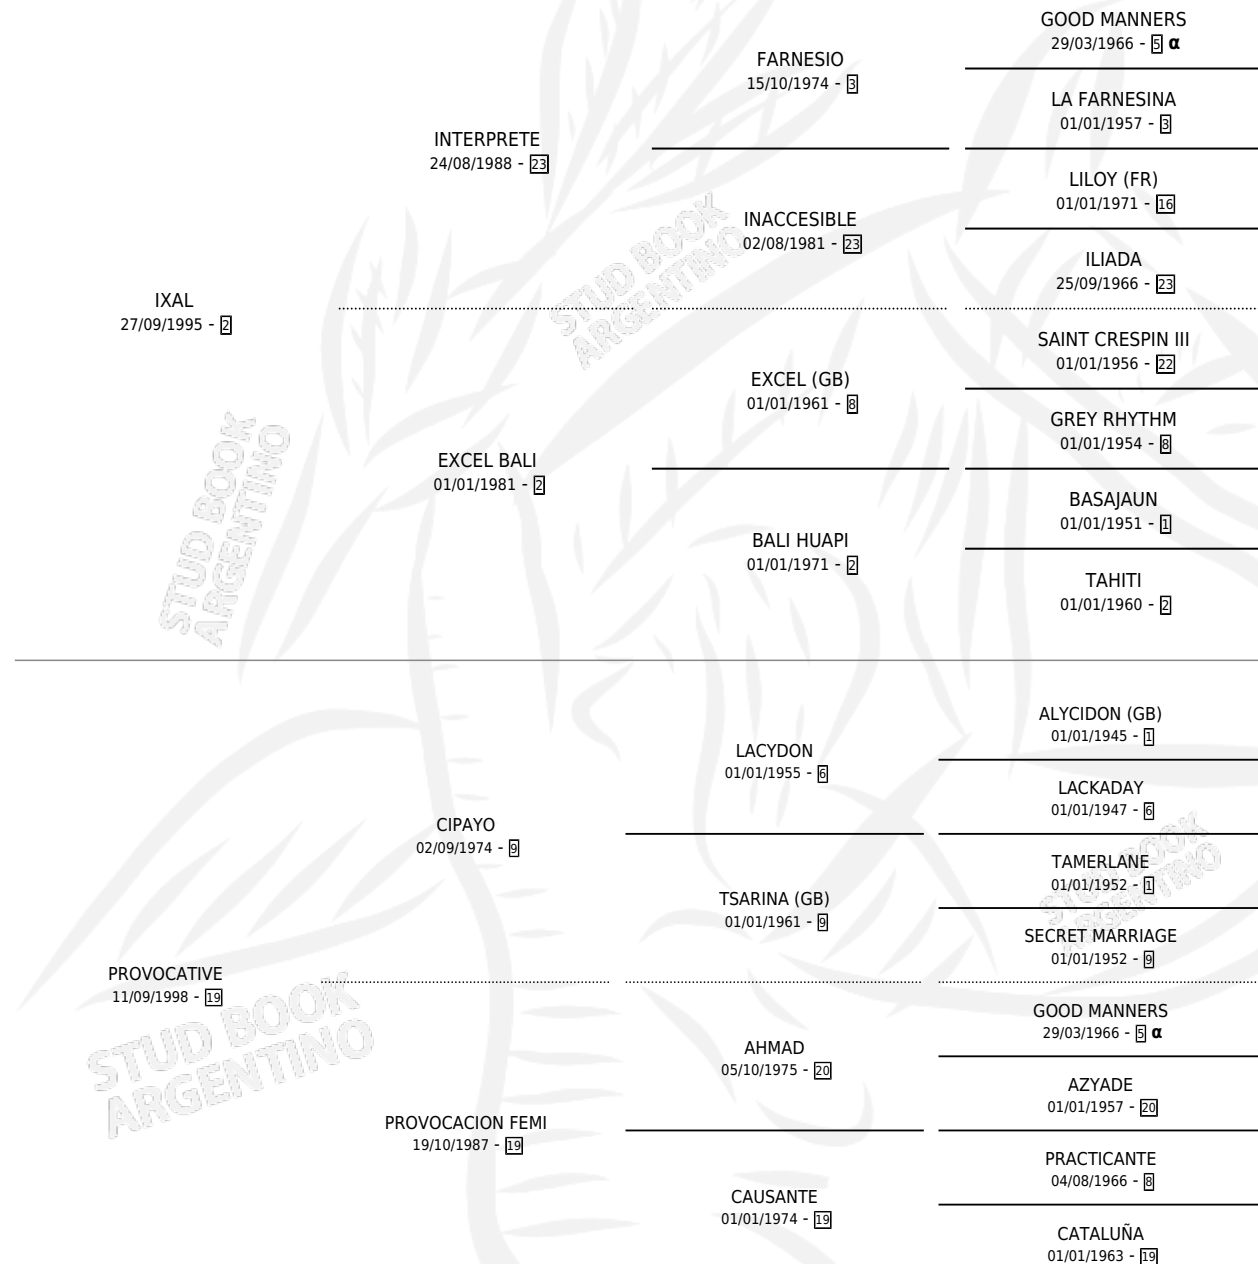 GOOD MANNERS
29/03/1966 - 5 α
FARNESIO
15/10/1974 - 3
LA FARNESINA
01/01/1957 - 3
INTERPRETE
24/08/1988 - 23
LILOY (FR)
01/01/1971 - 16
INACCESIBLE
02/08/1981 - 23
ILIADA
25/09/1966 - 23
STUD BOOK
ARGENTINO
IXAL
27/09/1995 - 2
SAINT CRESPIN III
01/01/1956 - 22
EXCEL (GB)
01/01/1961 - 8
GREY RHYTHM
01/01/1954 - 8
EXCEL BALI
01/01/1981 - 2
BASAJAUN
01/01/1951 - 1
BALI HUAPI
01/01/1971 - 2
TAHITI
01/01/1960 - 2
STUD BOOK
ARGENTINO
ALYCIDON (GB)
01/01/1945 - 1
LACYDON
01/01/1955 - 6
LACKADAY
01/01/1947 - 6
CIPAYO
02/09/1974 - 9
TAMERLANE
01/01/1952 - 1
TSARINA (GB)
01/01/1961 - 9
STUD BOOK
ARGENTINO
SECRET MARRIAGE
01/01/1952 - 9
PROVOCATIVE
11/09/1998 - 19
STUD BOOK
ARGENTINO
GOOD MANNERS
29/03/1966 - 5 α
AHMAD
05/10/1975 - 20
AZYADE
01/01/1957 - 20
PROVOCACION FEMI
19/10/1987 - 19
PRACTICANTE
04/08/1966 - 8
CAUSANTE
01/01/1974 - 19
CATALUÑA
01/01/1963 - 19